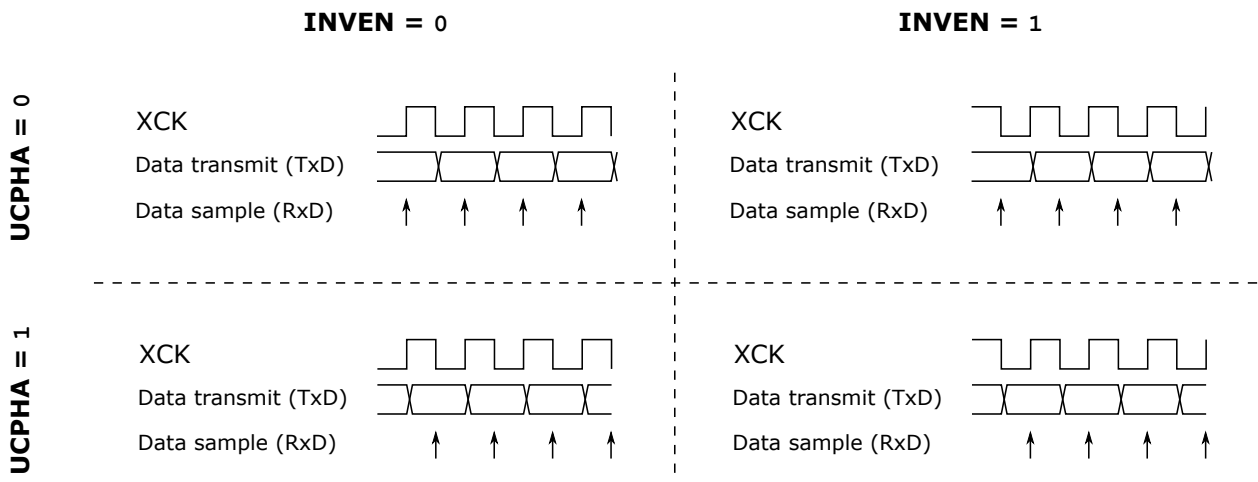 INVEN = 0
INVEN = 1
UCPHA = 0
XCK
Data transmit (TxD)
Data sample (RxD)
XCK
Data transmit (TxD)
Data sample (RxD)
UCPHA = 1
XCK
Data transmit (TxD)
Data sample (RxD)
XCK
Data transmit (TxD)
Data sample (RxD)